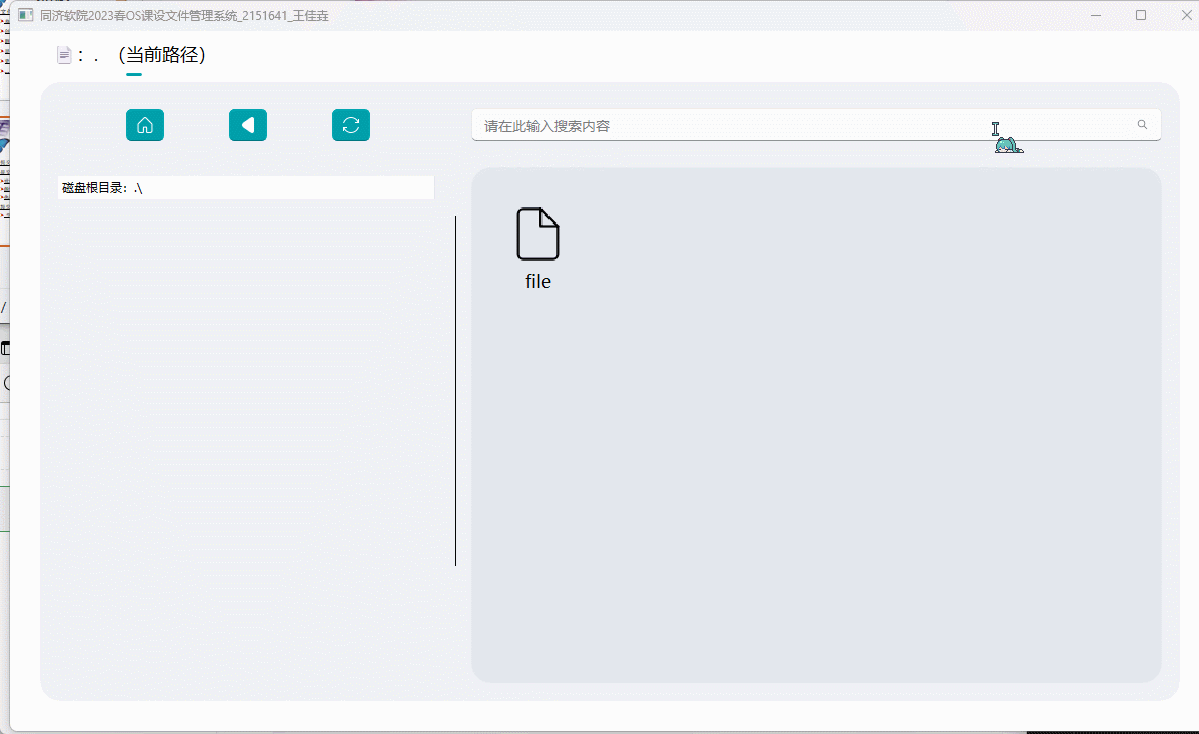 同济软院2023春OS课设文件管理系统_2151641_王佳垚
：. （当前路径）
请在此输入搜索内容
磁盘根目录：.\
file